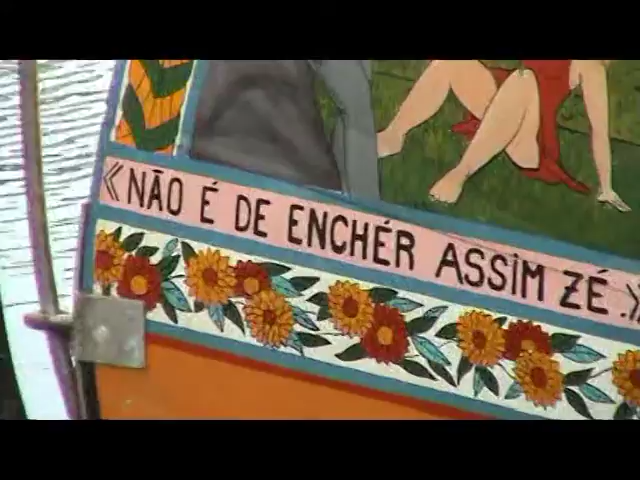 «NÃO É DE ENCHÉR ASSIM ZÉ.»